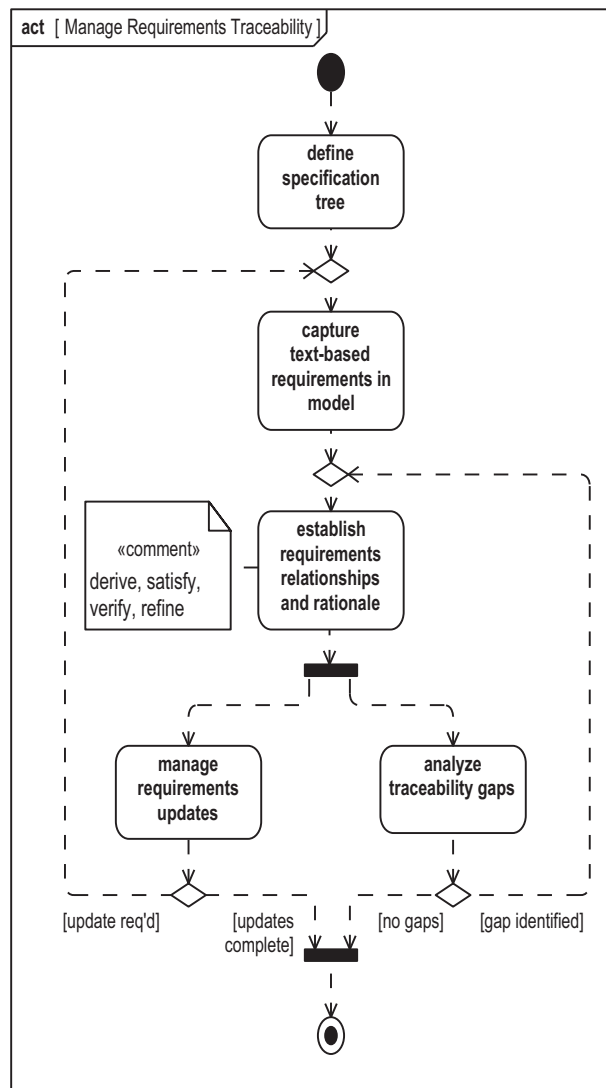 act [ Manage Requirements Traceability ]
define
specification
tree
capture
text-based
requirements in
model
«comment»
derive, satisfy,
verify, refine
establish
requirements
relationships
and rationale
manage
requirements
updates
analyze
traceability gaps
[update req'd]
[updates
complete]
[no gaps]
[gap identified]